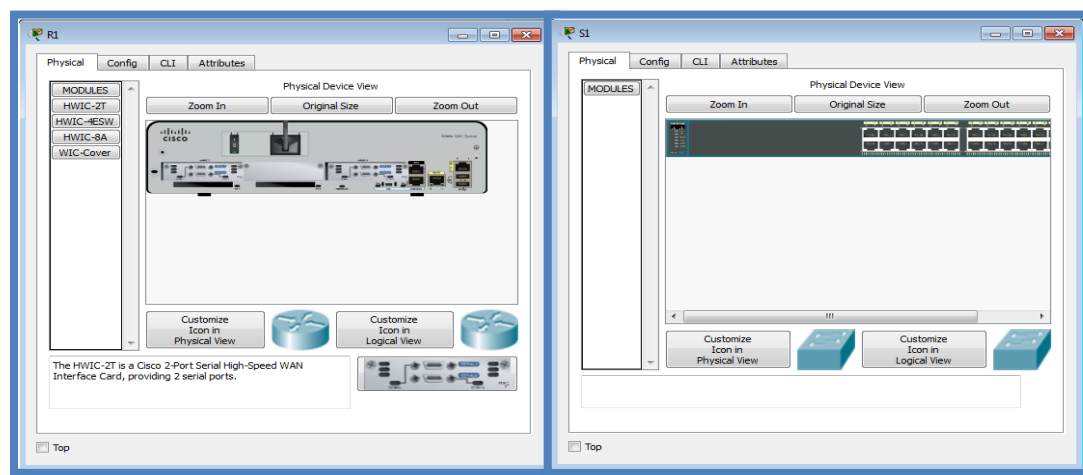 R1
Physical Config CLI Attributes
MODULES
HWIC-2T
HWIC-4ESW
HWIC-8A
WIC-Cover
Physical Device View
Zoom In Original Size Zoom Out
CISCO
Customize
Icon in
Physical View
Customize
Icon in
Logical View
The HWIC-2T is a Cisco 2-Port Serial High-Speed WAN
Interface Card, providing 2 serial ports.
Top
S1
Physical Config CLI Attributes
MODULES
Physical Device View
Zoom In Original Size Zoom Out
Customize
Icon in
Physical View
Customize
Icon in
Logical View
Top